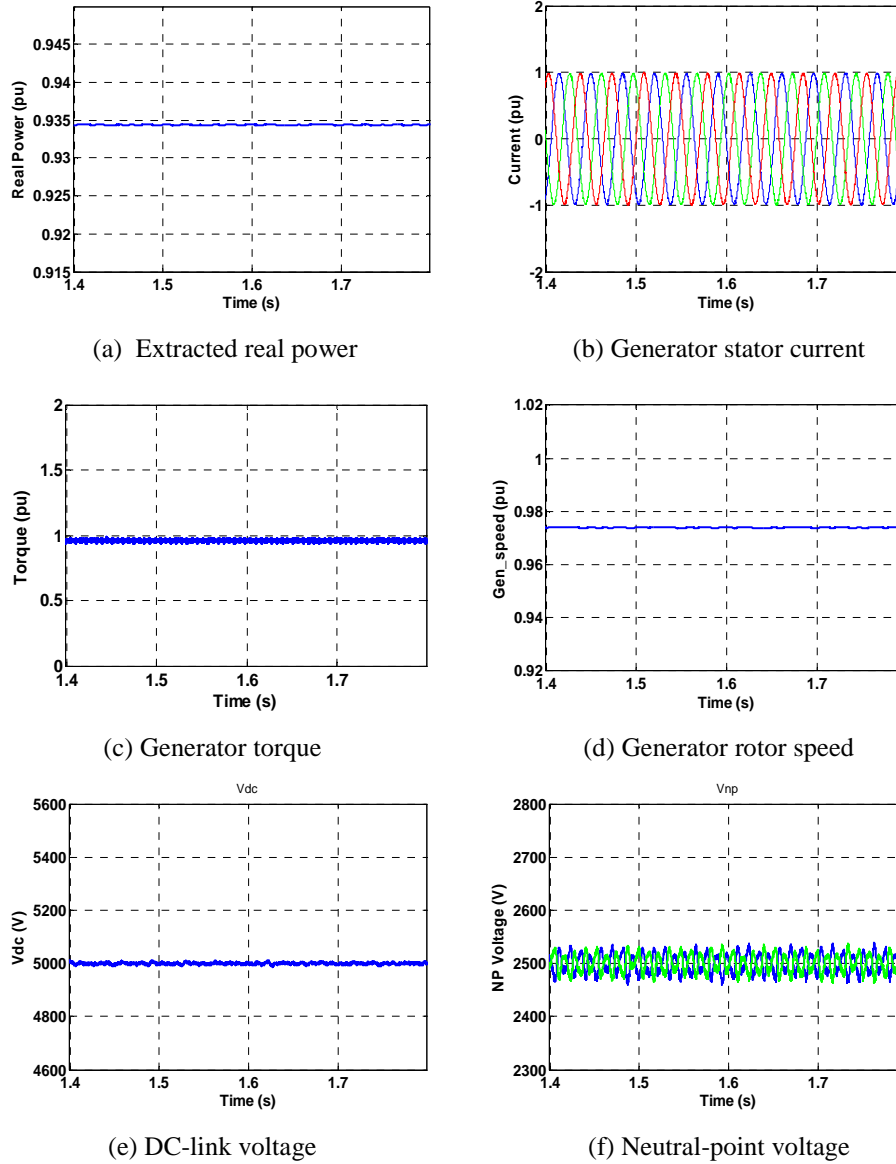 0.945
0.94
0.935
0.93
0.925
0.92
0.915
Real Power (pu)
1.4 1.5 1.6 1.7
Time (s)
(a) Extracted real power
2
1
0
-1
-2
Current (pu)
1.4 1.5 1.6 1.7
Time (s)
(b) Generator stator current
2
1.5
1
0.5
0
Torque (pu)
1.4 1.5 1.6 1.7
Time (s)
(c) Generator torque
1.02
1
0.98
0.96
0.94
0.92
Gen_speed (pu)
1.4 1.5 1.6 1.7
Time (s)
(d) Generator rotor speed
Vdc
5600
5400
5200
5000
4800
4600
Vdc (V)
1.4 1.5 1.6 1.7
Time (s)
(e) DC-link voltage
Vnp
2800
2700
2600
2500
2400
2300
NP Voltage (V)
1.4 1.5 1.6 1.7
Time (s)
(f) Neutral-point voltage